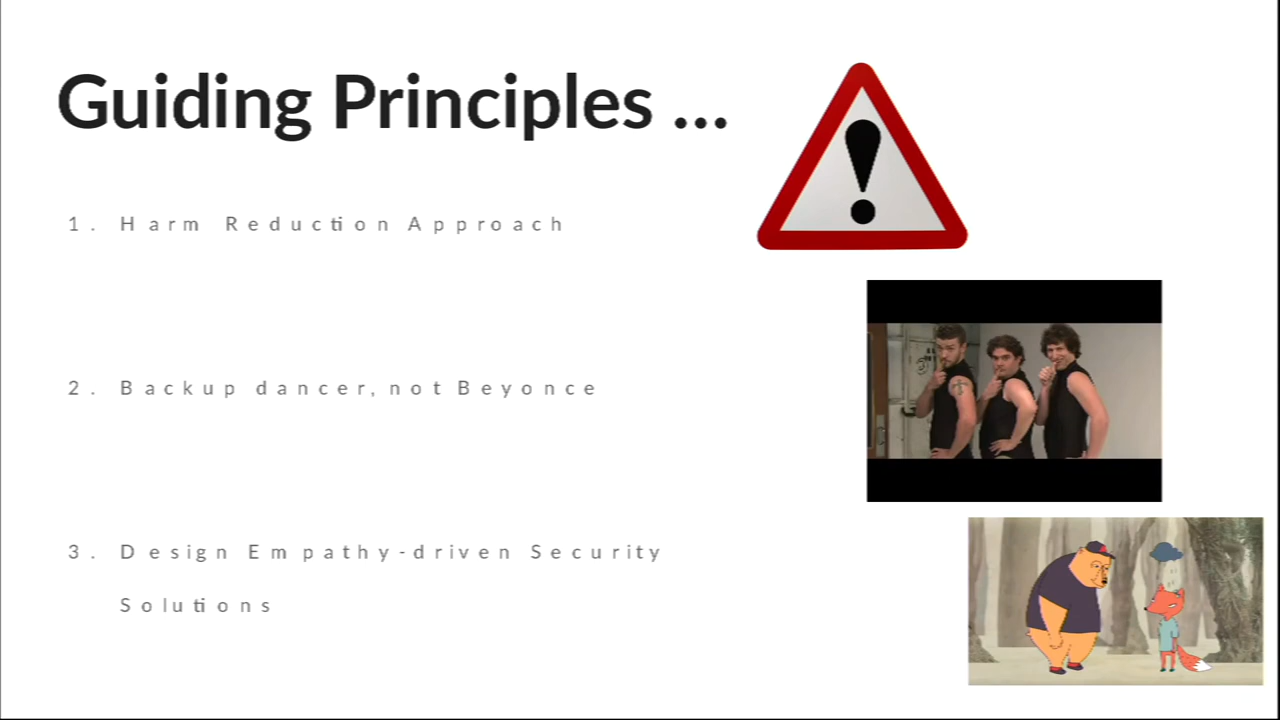 Guiding Principles ...
1. Harm Reduction Approach
2. Backup dancer, not Beyonce
3. Design Empathy-driven Security
Solutions